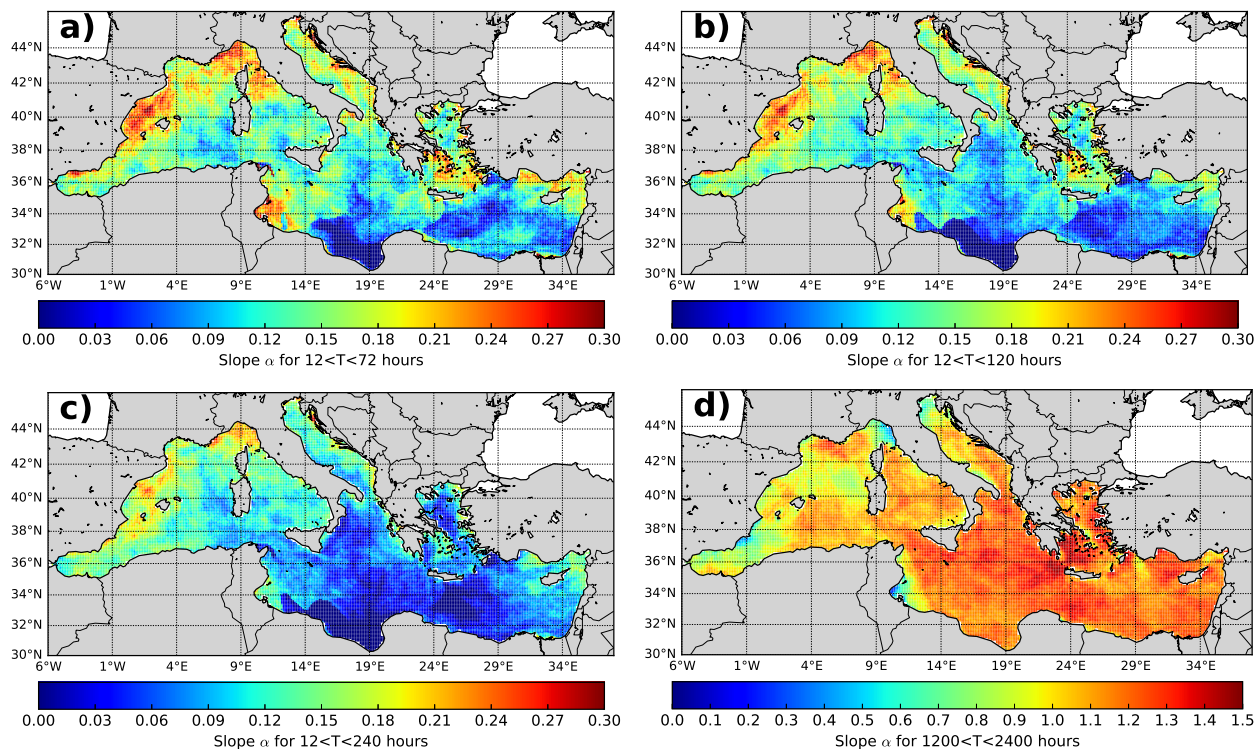 a)
44°N
42°N
40°N
38°N
36°N
34°N
32°N
30°N
6°W 1°W 4°E 9°E 14°E 19°E 24°E 29°E 34°E
0.00 0.03 0.06 0.09 0.12 0.15 0.18 0.21 0.24 0.27 0.30
Slope α for 12<T<72 hours
b)
44°N
42°N
40°N
38°N
36°N
34°N
32°N
30°N
6°W 1°W 4°E 9°E 14°E 19°E 24°E 29°E 34°E
0.00 0.03 0.06 0.09 0.12 0.15 0.18 0.21 0.24 0.27 0.30
Slope α for 12<T<120 hours
c)
44°N
42°N
40°N
38°N
36°N
34°N
32°N
30°N
6°W 1°W 4°E 9°E 14°E 19°E 24°E 29°E 34°E
0.00 0.03 0.06 0.09 0.12 0.15 0.18 0.21 0.24 0.27 0.30
Slope α for 12<T<240 hours
d)
44°N
42°N
40°N
38°N
36°N
34°N
32°N
30°N
6°W 1°W 4°E 9°E 14°E 19°E 24°E 29°E 34°E
0.0 0.1 0.2 0.3 0.4 0.5 0.6 0.7 0.8 0.9 1.0 1.1 1.2 1.3 1.4 1.5
Slope α for 1200<T<2400 hours